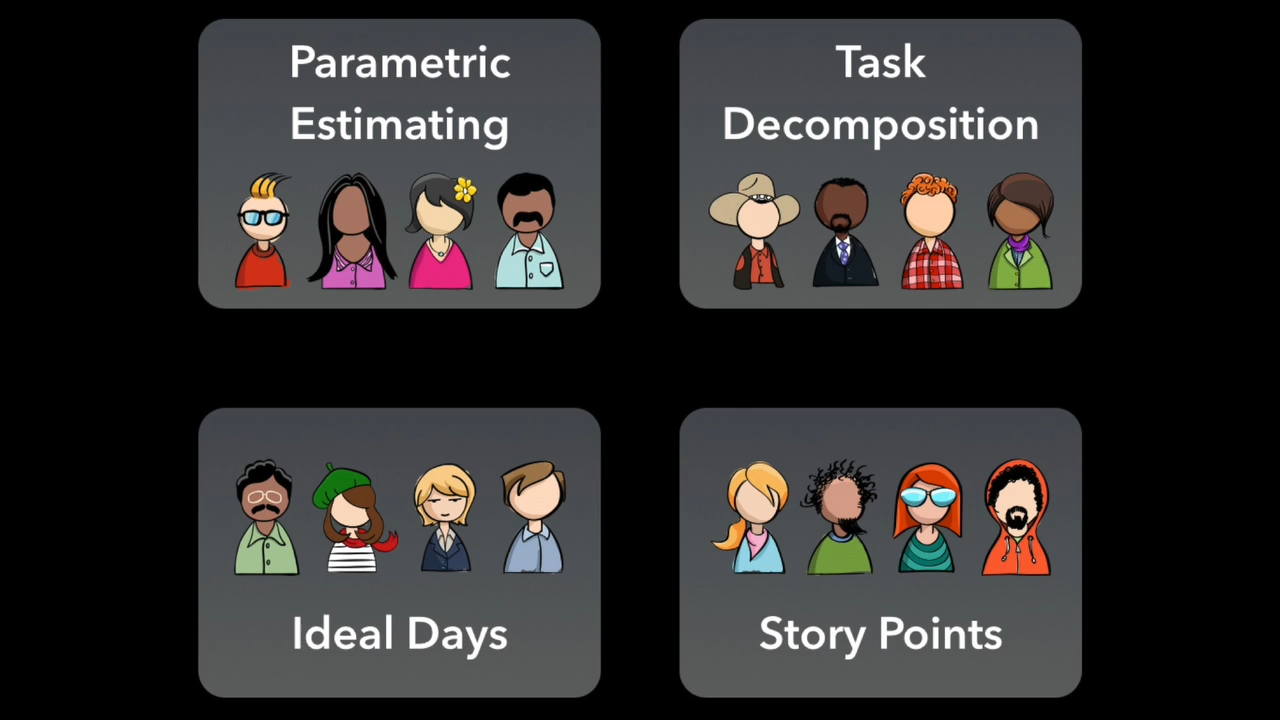 Parametric
Estimating
Task
Decomposition
Ideal Days
Story Points